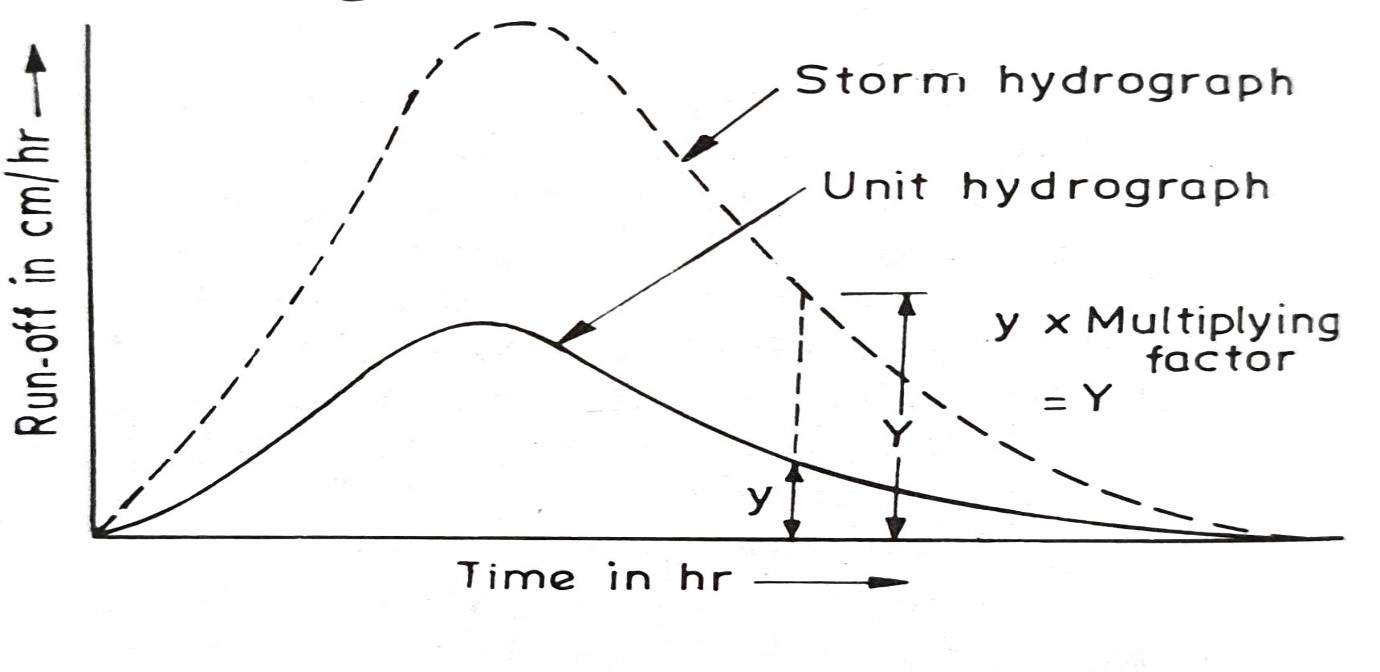 Storm hydrograph
Unit hydrograph
Run-off in cm/hr
y x Multiplying
factor
= Y
Y
y
Time in hr